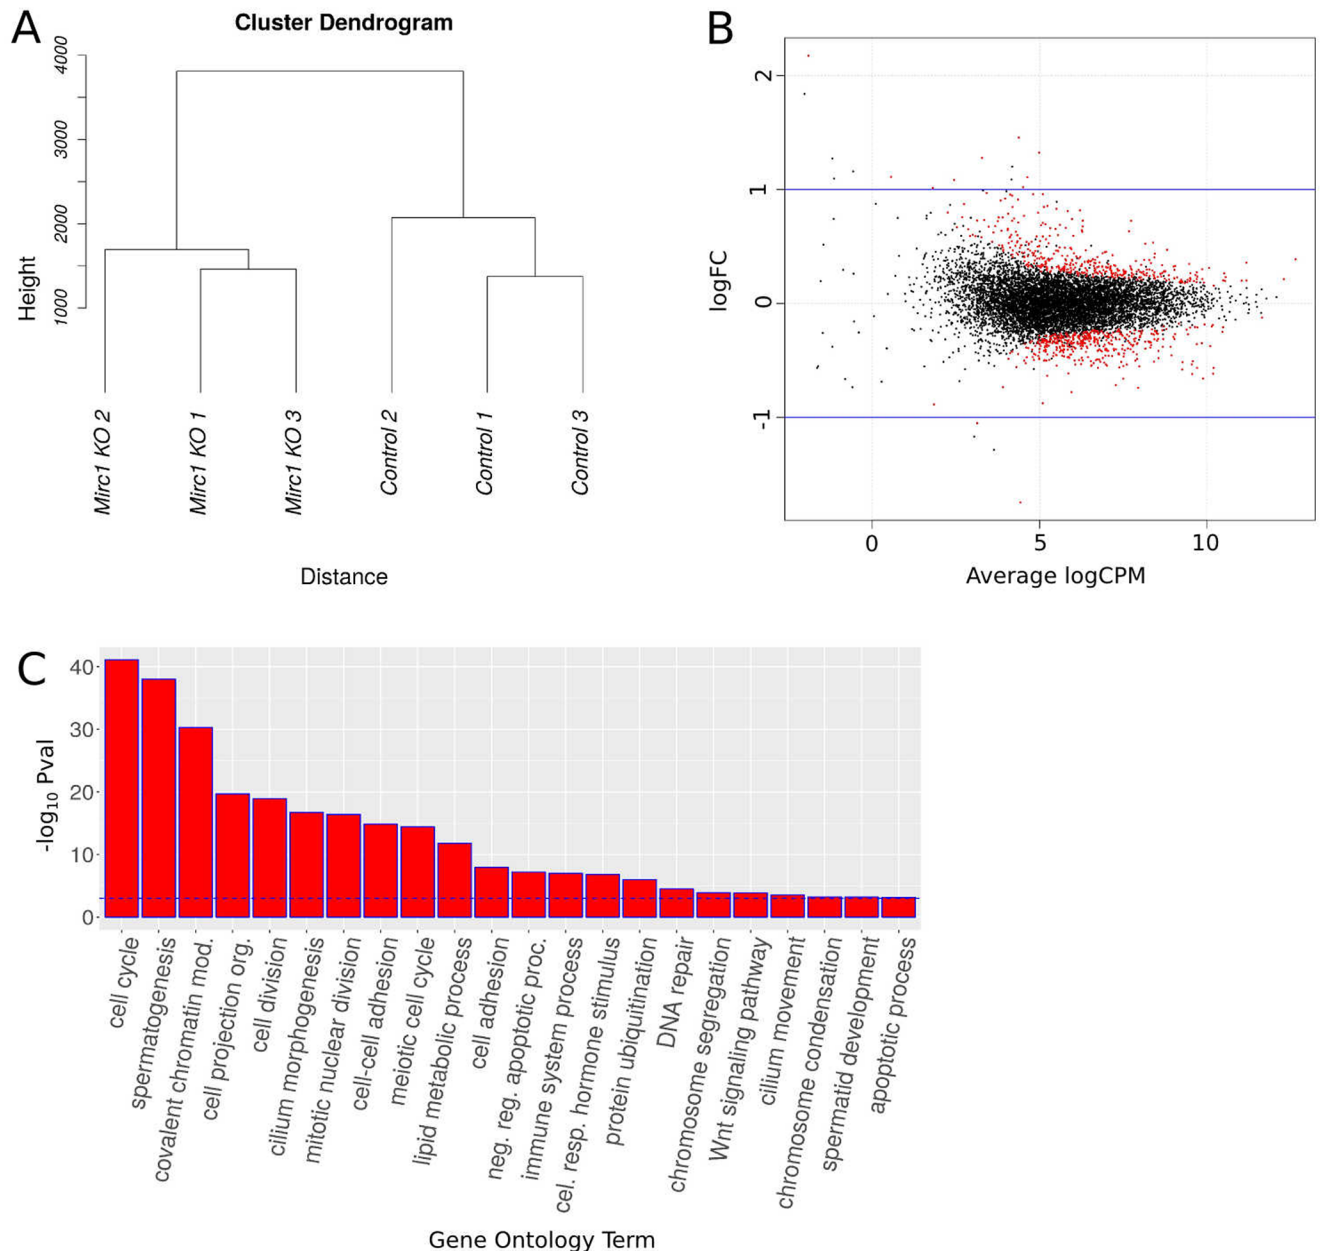 A
Cluster Dendrogram
Height
4000
3000
2000
1000
Mirc1 KO 2
Mirc1 KO 1
Mirc1 KO 3
Control 2
Control 1
Control 3
Distance
B
logFC
2
1
0
-1
0 5 10
Average logCPM
C
-log10 Pval
40
30
20
10
0
cell cycle
spermatogenesis
covalent chromatin mod.
cell projection org.
cell division
cilium morphogenesis
mitotic nuclear division
cell-cell adhesion
meiotic cell cycle
lipid metabolic process
cell adhesion
neg. reg. apoptotic proc.
immune system process
cel. resp. hormone stimulus
protein ubiquitination
DNA repair
chromosome segregation
Wnt signaling pathway
cilium movement
chromosome condensation
spermatid development
apoptotic process
Gene Ontology Term